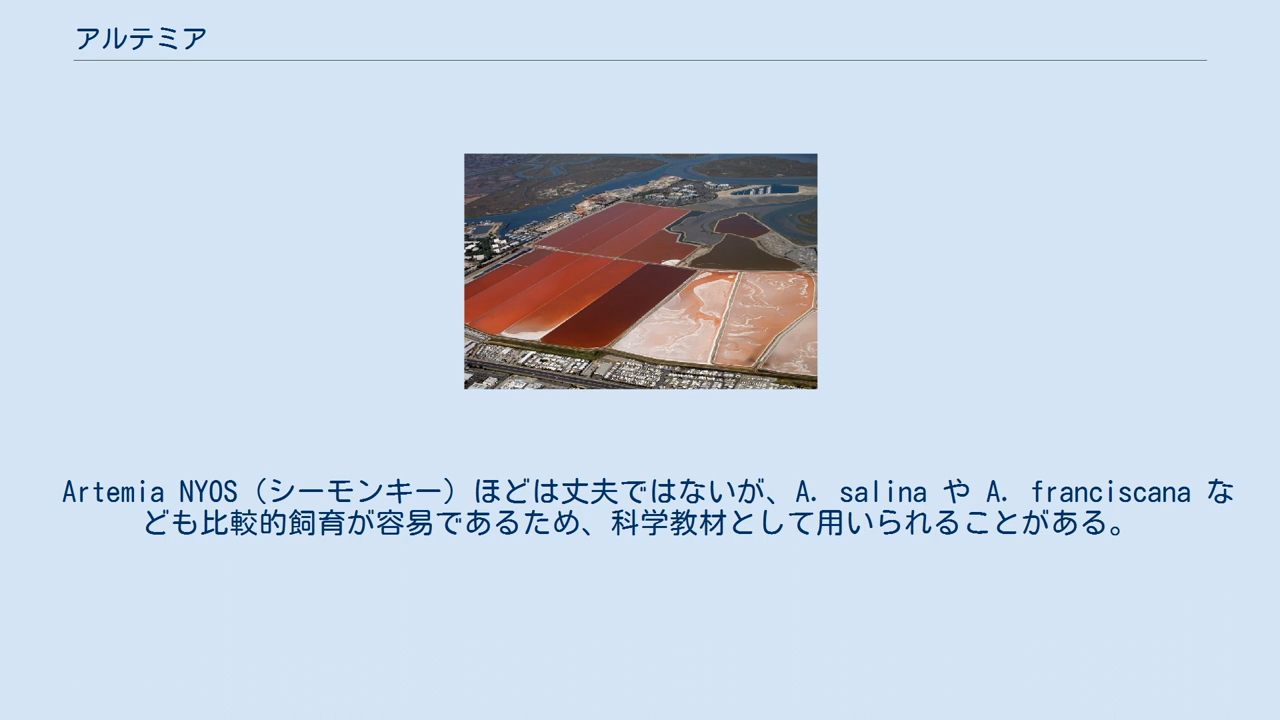 アルテミア
Artemia NYOS（シーモンキー）ほどは丈夫ではないが、A. salina や A. franciscana な
ども比較的飼育が容易であるため、科学教材として用いられることがある。